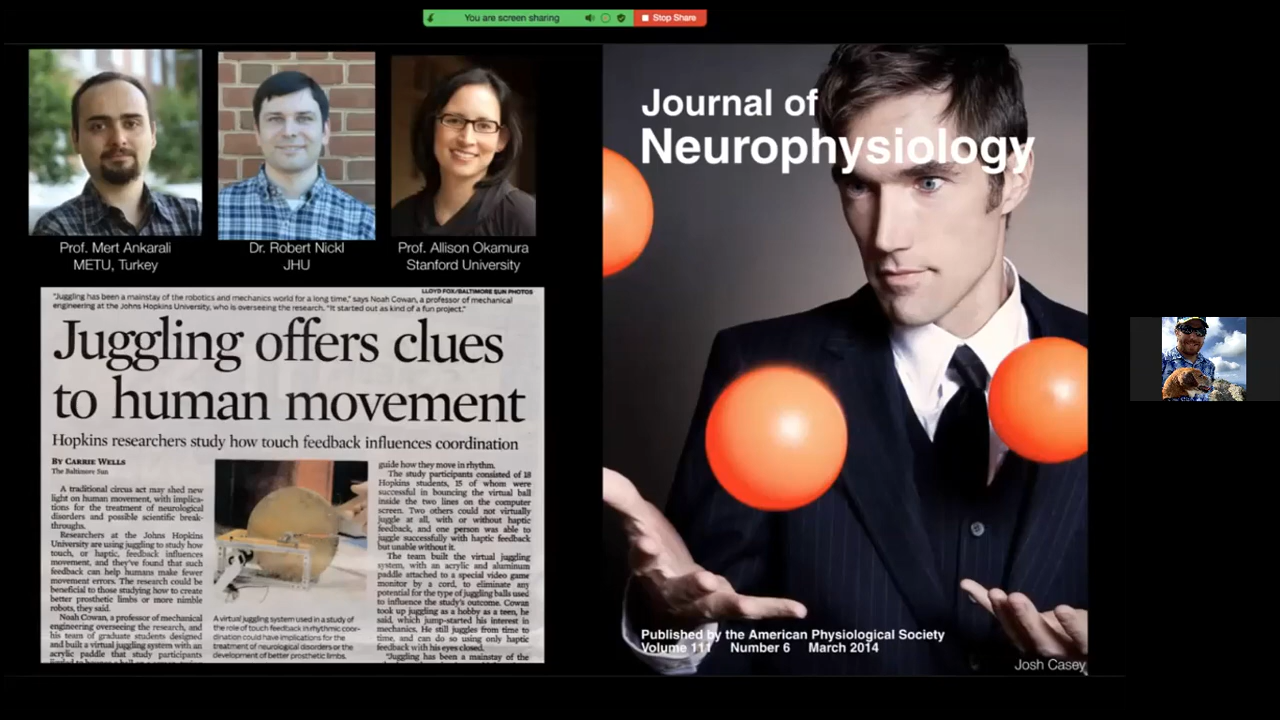 You are screen sharing
Stop Share
Prof. Mert Ankarali
METU, Turkey
Dr. Robert Nickl
JHU
Prof. Allison Okamura
Stanford University
LLOYD FOX/BALTIMORE SUN PHOTOS
"Juggling has been a mainstay of the robotics and mechanics world for a long time," says Noah Cowan, a professor of mechanical
engineering at the Johns Hopkins University, who is overseeing the research. "It started out as kind of a fun project."
Juggling offers clues
to human movement
Hopkins researchers study how touch feedback influences coordination
BY CARRIE WELLS
The Baltimore Sun
A traditional circus act may shed new
light on human movement, with implica-
tions for the treatment of neurological
disorders and possible scientific break-
throughs.
Researchers at the Johns Hopkins
University are using juggling to study how
touch, or haptic, feedback influences
movement, and they've found that such
feedback can help humans make fewer
movement errors. The research could be
beneficial to those studying how to create
better prosthetic limbs or more nimble
robots, they said.
Noah Cowan, a professor of mechanical
engineering overseeing the research, and
his team of graduate students designed
and built a virtual juggling system with an
acrylic paddle that study participants
A virtual juggling system used in a study of
the role of touch feedback in rhythmic coor-
dination could have implications for the
treatment of neurological disorders or the
development of better prosthetic limbs.
guide how they move in rhythm.
The study participants consisted of 18
Hopkins students, 15 of whom were
successful in bouncing the virtual ball
inside the two lines on the computer
screen. Two others could not virtually
juggle at all, with or without haptic
feedback, and one person was able to
juggle successfully with haptic feedback
but unable without it.
The team built the virtual juggling
system, with an acrylic and aluminum
paddle attached to a special video game
monitor by a cord, to eliminate any
potential for the type of juggling balls used
to influence the study's outcome. Cowan
took up juggling as a hobby as a teen, he
said, which jump-started his interest in
mechanics. He still juggles from time to
time, and can do so using only haptic
feedback with his eyes closed.
"Juggling has been a mainstay of the
Journal of
Neurophysiology
Published by the American Physiological Society
Volume 111 Number 6 March 2014
Josh Casey